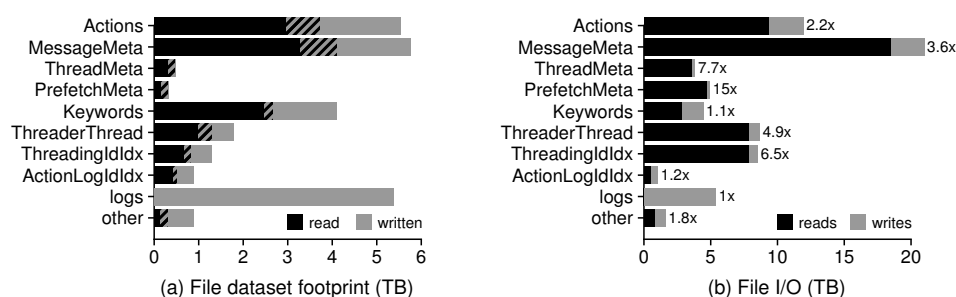 Actions
MessageMeta
ThreadMeta
PrefetchMeta
Keywords
ThreaderThread
ThreadingIdIdx
ActionLogIdIdx
logs
other
read written
0 1 2 3 4 5 6
(a) File dataset footprint (TB)
Actions 2.2x
MessageMeta 3.6x
ThreadMeta 7.7x
PrefetchMeta 15x
Keywords 1.1x
ThreaderThread 4.9x
ThreadingIdIdx 6.5x
ActionLogIdIdx 1.2x
logs 1x
other 1.8x
reads writes
0 5 10 15 20
(b) File I/O (TB)